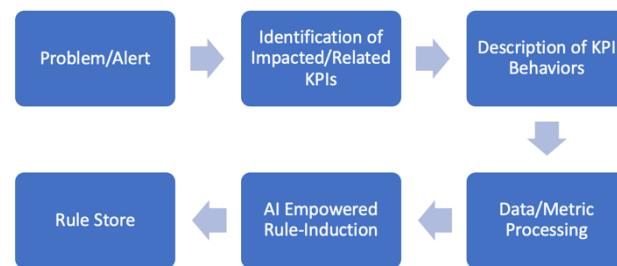 Problem/Alert
Identification of
Impacted/Related
KPIs
Description of KPI
Behaviors
Rule Store
AI Empowered
Rule-Induction
Data/Metric
Processing